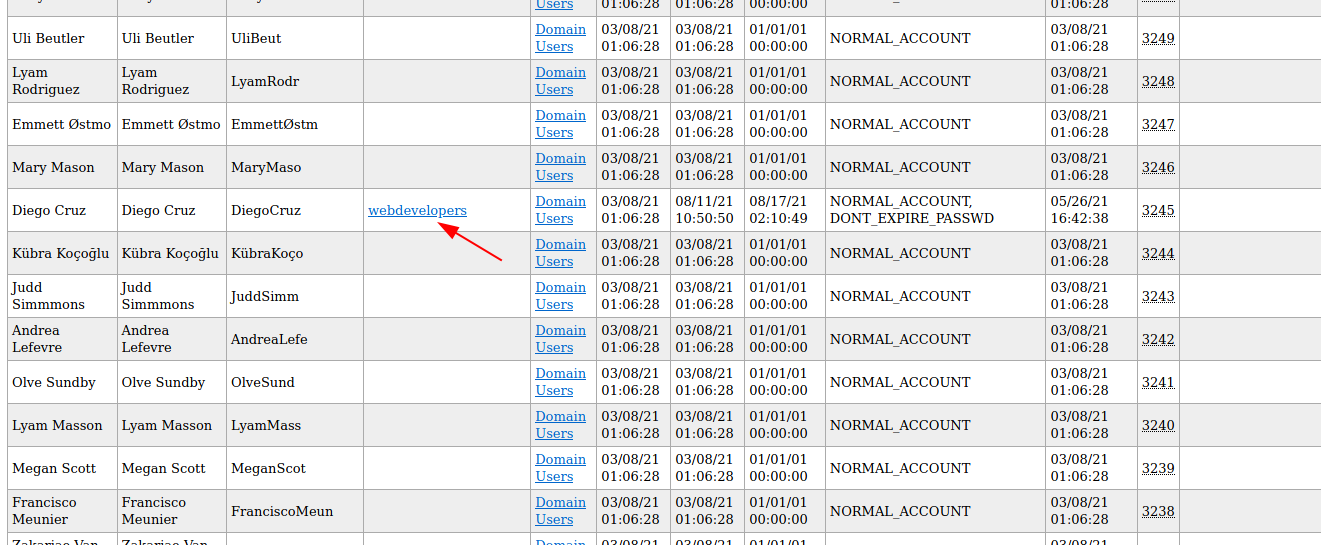 Users 01:06:28 01:06:28 00:00:00 01:06:28
Uli Beutler Uli Beutler UliBeut Domain Users 03/08/21 01:06:28 03/08/21 01:06:28 01/01/01 00:00:00 NORMAL_ACCOUNT 03/08/21 01:06:28 3249
Lyam Rodriguez Lyam Rodriguez LyamRodr Domain Users 03/08/21 01:06:28 03/08/21 01:06:28 01/01/01 00:00:00 NORMAL_ACCOUNT 03/08/21 01:06:28 3248
Emmett Østmo Emmett Østmo EmmettØstm Domain Users 03/08/21 01:06:28 03/08/21 01:06:28 01/01/01 00:00:00 NORMAL_ACCOUNT 03/08/21 01:06:28 3247
Mary Mason Mary Mason MaryMaso Domain Users 03/08/21 01:06:28 03/08/21 01:06:28 01/01/01 00:00:00 NORMAL_ACCOUNT 03/08/21 01:06:28 3246
Diego Cruz Diego Cruz DiegoCruz webdevelopers Domain Users 03/08/21 01:06:28 08/11/21 10:50:50 08/17/21 02:10:49 NORMAL_ACCOUNT, DONT_EXPIRE_PASSWD 05/26/21 16:42:38 3245
Kübra Koçoğlu Kübra Koçoğlu KübraKoço Domain Users 03/08/21 01:06:28 03/08/21 01:06:28 01/01/01 00:00:00 NORMAL_ACCOUNT 03/08/21 01:06:28 3244
Judd Simmmons Judd Simmmons JuddSimm Domain Users 03/08/21 01:06:28 03/08/21 01:06:28 01/01/01 00:00:00 NORMAL_ACCOUNT 03/08/21 01:06:28 3243
Andrea Lefevre Andrea Lefevre AndreaLefe Domain Users 03/08/21 01:06:28 03/08/21 01:06:28 01/01/01 00:00:00 NORMAL_ACCOUNT 03/08/21 01:06:28 3242
Olve Sundby Olve Sundby OlveSund Domain Users 03/08/21 01:06:28 03/08/21 01:06:28 01/01/01 00:00:00 NORMAL_ACCOUNT 03/08/21 01:06:28 3241
Lyam Masson Lyam Masson LyamMass Domain Users 03/08/21 01:06:28 03/08/21 01:06:28 01/01/01 00:00:00 NORMAL_ACCOUNT 03/08/21 01:06:28 3240
Megan Scott Megan Scott MeganScot Domain Users 03/08/21 01:06:28 03/08/21 01:06:28 01/01/01 00:00:00 NORMAL_ACCOUNT 03/08/21 01:06:28 3239
Francisco Meunier Francisco Meunier FranciscoMeun Domain Users 03/08/21 01:06:28 03/08/21 01:06:28 01/01/01 00:00:00 NORMAL_ACCOUNT 03/08/21 01:06:28 3238
Van Van Domain 03/08/21 03/08/21 01/01/01 03/08/21